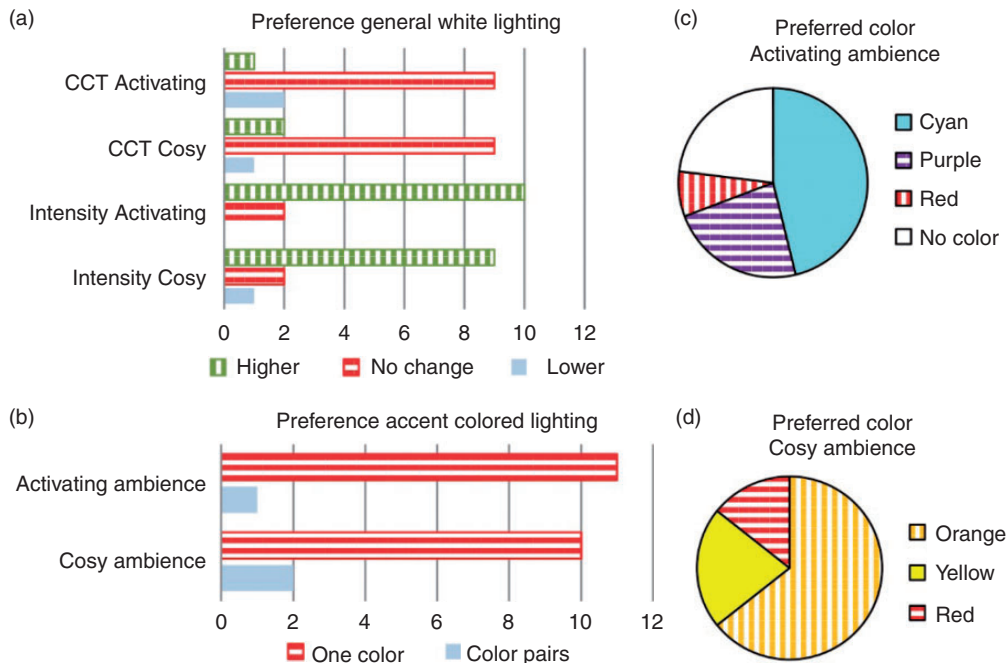 (a)
Preference general white lighting
CCT Activating
CCT Cosy
Intensity Activating
Intensity Cosy
0 2 4 6 8 10 12
Higher No change Lower
(c)
Preferred color
Activating ambience
Cyan
Purple
Red
No color
(b)
Preference accent colored lighting
Activating ambience
Cosy ambience
0 2 4 6 8 10 12
One color Color pairs
(d)
Preferred color
Cosy ambience
Orange
Yellow
Red